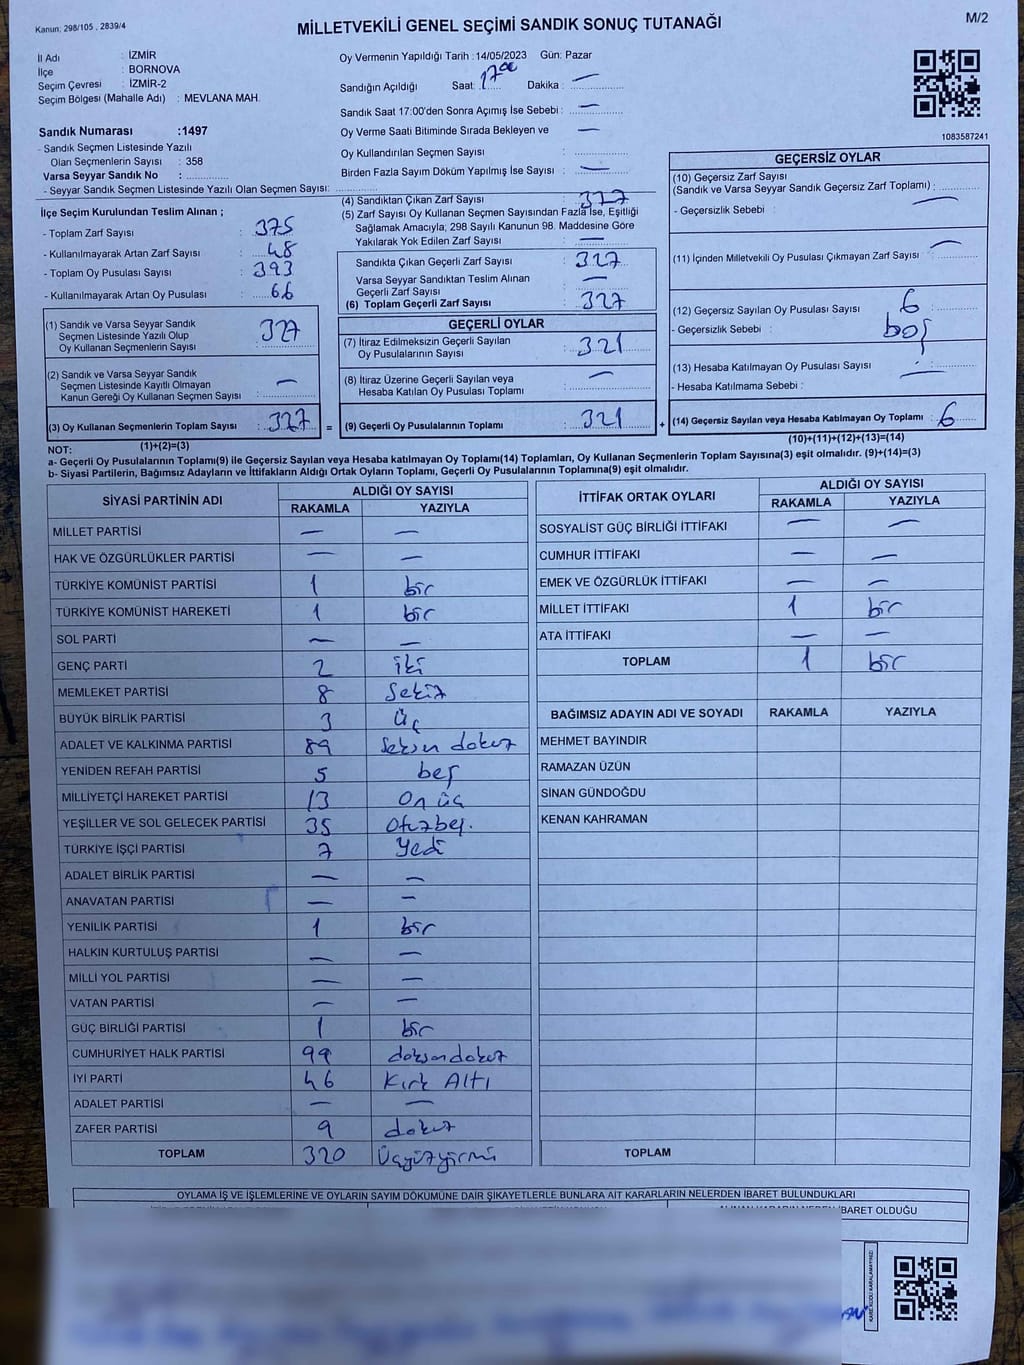 Kanun: 298/105 , 2839/4
MİLLETVEKİLİ GENEL SEÇİMİ SANDIK SONUÇ TUTANAĞI
M/2
İl Adı : İZMİR
İlçe : BORNOVA
Seçim Çevresi : İZMİR-2
Seçim Bölgesi (Mahalle Adı) : MEVLANA MAH.
Sandık Numarası :1497
- Sandık Seçmen Listesinde Yazılı
Olan Seçmenlerin Sayısı : 358
Varsa Seyyar Sandık No : ..............
- Seyyar Sandık Seçmen Listesinde Yazılı Olan Seçmen Sayısı: ..............
Oy Vermenin Yapıldığı Tarih :14/05/2023 Gün: Pazar
Sandığın Açıldığı Saat: 17 00 Dakika : —
Sandık Saat 17:00'den Sonra Açımış İse Sebebi : —
Oy Verme Saati Bitiminde Sırada Bekleyen ve —
Oy Kullandırılan Seçmen Sayısı :
Birden Fazla Sayım Döküm Yapılmış İse Sayısı : —
1083587241
İlçe Seçim Kurulundan Teslim Alınan ;
- Toplam Zarf Sayısı : 375
- Kullanılmayarak Artan Zarf Sayısı : 48
- Toplam Oy Pusulası Sayısı : 393
- Kullanılmayarak Artan Oy Pusulası : 66
(4) Sandıktan Çıkan Zarf Sayısı : 327
(5) Zarf Sayısı Oy Kullanan Seçmen Sayısından Fazla İse, Eşitliği
Sağlamak Amacıyla; 298 Sayılı Kanunun 98. Maddesine Göre
Yakılarak Yok Edilen Zarf Sayısı : —
Sandıkta Çıkan Geçerli Zarf Sayısı : 327
Varsa Seyyar Sandıktan Teslim Alınan —
Geçerli Zarf Sayısı :
(6) Toplam Geçerli Zarf Sayısı : 327
GEÇERSİZ OYLAR
(10) Geçersiz Zarf Sayısı
(Sandık ve Varsa Seyyar Sandık Geçersiz Zarf Toplamı) :
- Geçersizlik Sebebi : —
(11) İçinden Milletvekili Oy Pusulası Çıkmayan Zarf Sayısı : —
(12) Geçersiz Sayılan Oy Pusulası Sayısı : 6
- Geçersizlik Sebebi : boş
(13) Hesaba Katılmayan Oy Pusulası Sayısı : —
- Hesaba Katılmama Sebebi :
(14) Geçersiz Sayılan veya Hesaba Katılmayan Oy Toplamı : 6
(10)+(11)+(12)+(13)=(14)
(1) Sandık ve Varsa Seyyar Sandık
Seçmen Listesinde Yazılı Olup
Oy Kullanan Seçmenlerin Sayısı : 327
(2) Sandık ve Varsa Seyyar Sandık
Seçmen Listesinde Kayıtlı Olmayan —
Kanun Gereği Oy Kullanan Seçmen Sayısı :
(3) Oy Kullanan Seçmenlerin Toplam Sayısı : 327 =
(1)+(2)=(3)
GEÇERLİ OYLAR
(7) İtiraz Edilmeksizin Geçerli Sayılan
Oy Pusulalarının Sayısı : 321
(8) İtiraz Üzerine Geçerli Sayılan veya —
Hesaba Katılan Oy Pusulası Toplamı :
(9) Geçerli Oy Pusulalarının Toplamı : 321 +
NOT:
a- Geçerli Oy Pusulalarının Toplamı(9) ile Geçersiz Sayılan veya Hesaba katılmayan Oy Toplamı(14) Toplamları, Oy Kullanan Seçmenlerin Toplam Sayısına(3) eşit olmalıdır. (9)+(14)=(3)
b- Siyasi Partilerin, Bağımsız Adayların ve İttifakların Aldığı Ortak Oyların Toplamı, Geçerli Oy Pusulalarının Toplamına(9) eşit olmalıdır.
SİYASİ PARTİNİN ADI ALDIĞI OY SAYISI
RAKAMLA YAZIYLA
MİLLET PARTİSİ — —
HAK VE ÖZGÜRLÜKLER PARTİSİ — —
TÜRKİYE KOMÜNİST PARTİSİ 1 bir
TÜRKİYE KOMÜNİST HAREKETİ 1 bir
SOL PARTİ — —
GENÇ PARTİ 2 iki
MEMLEKET PARTİSİ 8 Sekiz
BÜYÜK BİRLİK PARTİSİ 3 Üç
ADALET VE KALKINMA PARTİSİ 89 Seksen dokuz
YENİDEN REFAH PARTİSİ 5 beş
MİLLİYETÇİ HAREKET PARTİSİ 13 On üç
YEŞİLLER VE SOL GELECEK PARTİSİ 35 Otuzbeş.
TÜRKİYE İŞÇİ PARTİSİ 7 Yedi
ADALET BİRLİK PARTİSİ — —
ANAVATAN PARTİSİ — —
YENİLİK PARTİSİ 1 bir
HALKIN KURTULUŞ PARTİSİ — —
MİLLİ YOL PARTİSİ — —
VATAN PARTİSİ — —
GÜÇ BİRLİĞİ PARTİSİ 1 bir
CUMHURİYET HALK PARTİSİ 99 doksandokuz
İYİ PARTİ 46 Kırk Altı
ADALET PARTİSİ — —
ZAFER PARTİSİ 9 dokuz
TOPLAM 320 Üçyüzyirmi
İTTİFAK ORTAK OYLARI ALDIĞI OY SAYISI
RAKAMLA YAZIYLA
SOSYALİST GÜÇ BİRLİĞİ İTTİFAKI — —
CUMHUR İTTİFAKI — —
EMEK VE ÖZGÜRLÜK İTTİFAKI — —
MİLLET İTTİFAKI 1 bir
ATA İTTİFAKI — —
TOPLAM 1 bir
BAĞIMSIZ ADAYIN ADI VE SOYADI RAKAMLA YAZIYLA
MEHMET BAYINDIR
RAMAZAN ÜZÜN
SİNAN GÜNDOĞDU
KENAN KAHRAMAN
TOPLAM
OYLAMA İŞ VE İŞLEMLERİNE VE OYLARIN SAYIM DÖKÜMÜNE DAİR ŞİKAYETLERLE BUNLARA AİT KARARLARIN NELERDEN İBARET BULUNDUKLARI
İBARET OLDUĞU
KARE KODU KARALAMAYINIZ!